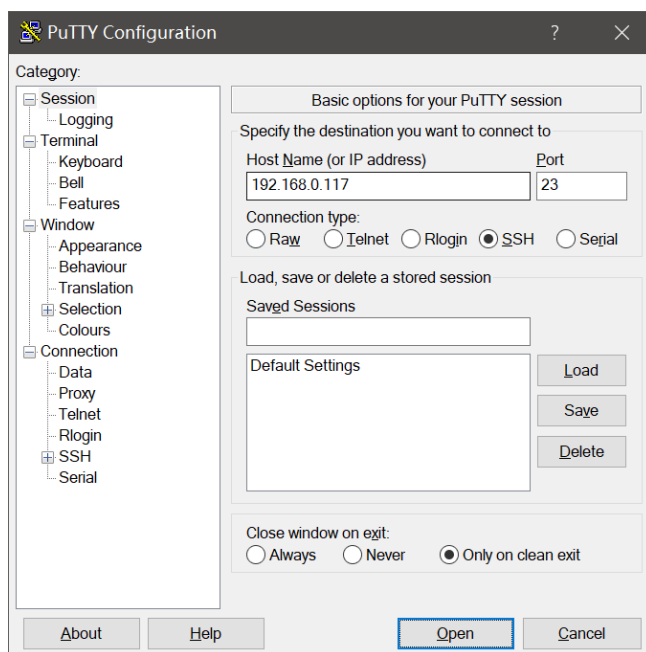 PuTTY Configuration
?
Category:
Session
Logging
Terminal
Keyboard
Bell
Features
Window
Appearance
Behaviour
Translation
Selection
Colours
Connection
Data
Proxy
Telnet
Rlogin
SSH
Serial
Basic options for your PuTTY session
Specify the destination you want to connect to
Host Name (or IP address) Port
192.168.0.117 23
Connection type:
Raw Telnet Rlogin SSH Serial
Load, save or delete a stored session
Saved Sessions
Default Settings
Load
Save
Delete
Close window on exit:
Always Never Only on clean exit
About Help Open Cancel